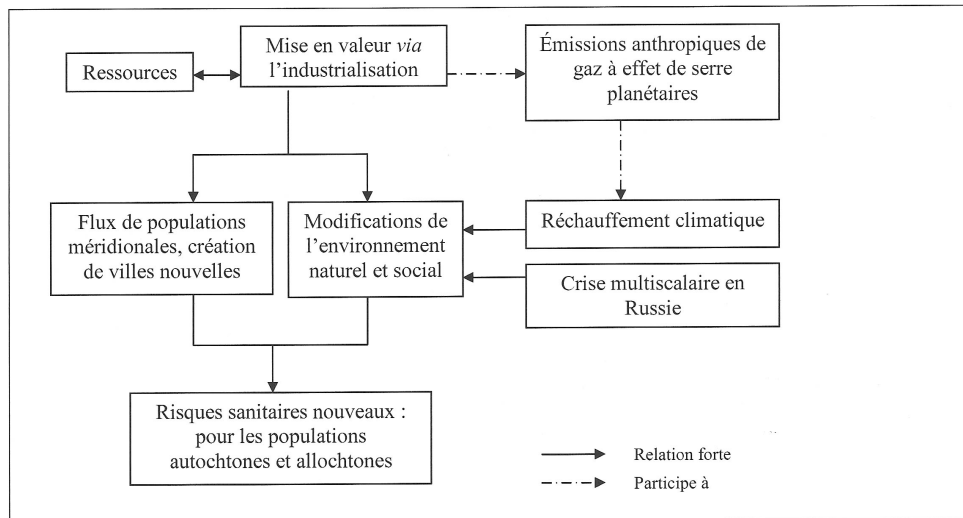 Ressources
Mise en valeur via
l'industrialisation
Émissions anthropiques de
gaz à effet de serre
planétaires
Flux de populations
méridionales, création
de villes nouvelles
Modifications de
l'environnement
naturel et social
Réchauffement climatique
Crise multiscalaire en
Russie
Risques sanitaires nouveaux :
pour les populations
autochtones et allochtones
Relation forte
Participe à